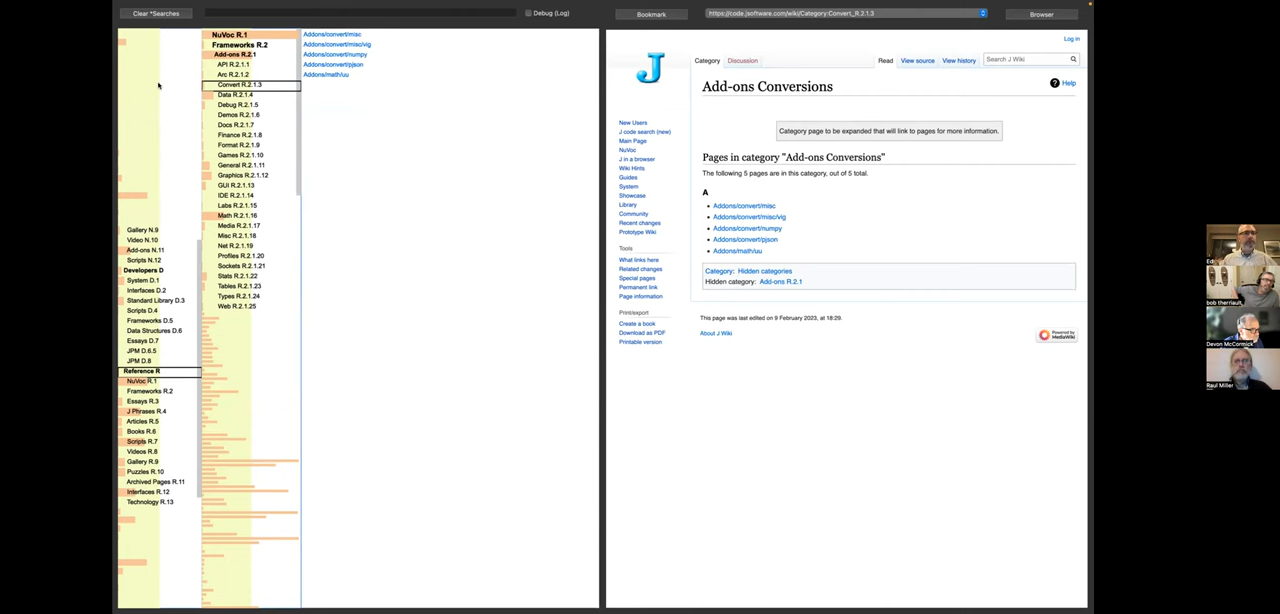 Clear *Searches
Debug (Log)
Bookmark
https://code.jsoftware.com/wiki/Category:Convert_R.2.1.3
Browser
Gallery N.9
Video N.10
Add-ons N.11
Scripts N.12
Developers D
System D.1
Interfaces D.2
Standard Library D.3
Scripts D.4
Frameworks D.5
Data Structures D.6
Essays D.7
JPM D.6.5
JPM D.8
Reference R
NuVoc R.1
Frameworks R.2
Essays R.3
J Phrases R.4
Articles R.5
Books R.6
Scripts R.7
Videos R.8
Gallery R.9
Puzzles R.10
Archived Pages R.11
Interfaces R.12
Technology R.13
NuVoc R.1
Frameworks R.2
Add-ons R.2.1
API R.2.1.1
Arc R.2.1.2
Convert R.2.1.3
Data R.2.1.4
Debug R.2.1.5
Demos R.2.1.6
Docs R.2.1.7
Finance R.2.1.8
Format R.2.1.9
Games R.2.1.10
General R.2.1.11
Graphics R.2.1.12
GUI R.2.1.13
IDE R.2.1.14
Labs R.2.1.15
Math R.2.1.16
Media R.2.1.17
Misc R.2.1.18
Net R.2.1.19
Profiles R.2.1.20
Sockets R.2.1.21
Stats R.2.1.22
Tables R.2.1.23
Types R.2.1.24
Web R.2.1.25
Addons/convert/misc
Addons/convert/misc/vig
Addons/convert/numpy
Addons/convert/pjson
Addons/math/uu
Log in
J
Category
Discussion
Read
View source
View history
Search J Wiki
Add-ons Conversions
Help
Category page to be expanded that will link to pages for more information.
Pages in category "Add-ons Conversions"
The following 5 pages are in this category, out of 5 total.
A
Addons/convert/misc
Addons/convert/misc/vig
Addons/convert/numpy
Addons/convert/pjson
Addons/math/uu
Category: Hidden categories
Hidden category: Add-ons R.2.1
This page was last edited on 9 February 2023, at 18:29.
About J Wiki
Powered by
MediaWiki
New Users
J code search (new)
Main Page
NuVoc
J in a browser
Wiki Hints
Guides
System
Showcase
Library
Community
Recent changes
Prototype Wiki
Tools
What links here
Related changes
Special pages
Permanent link
Page information
Print/export
Create a book
Download as PDF
Printable version
bob therriault
Devon McCormick
Raul Miller